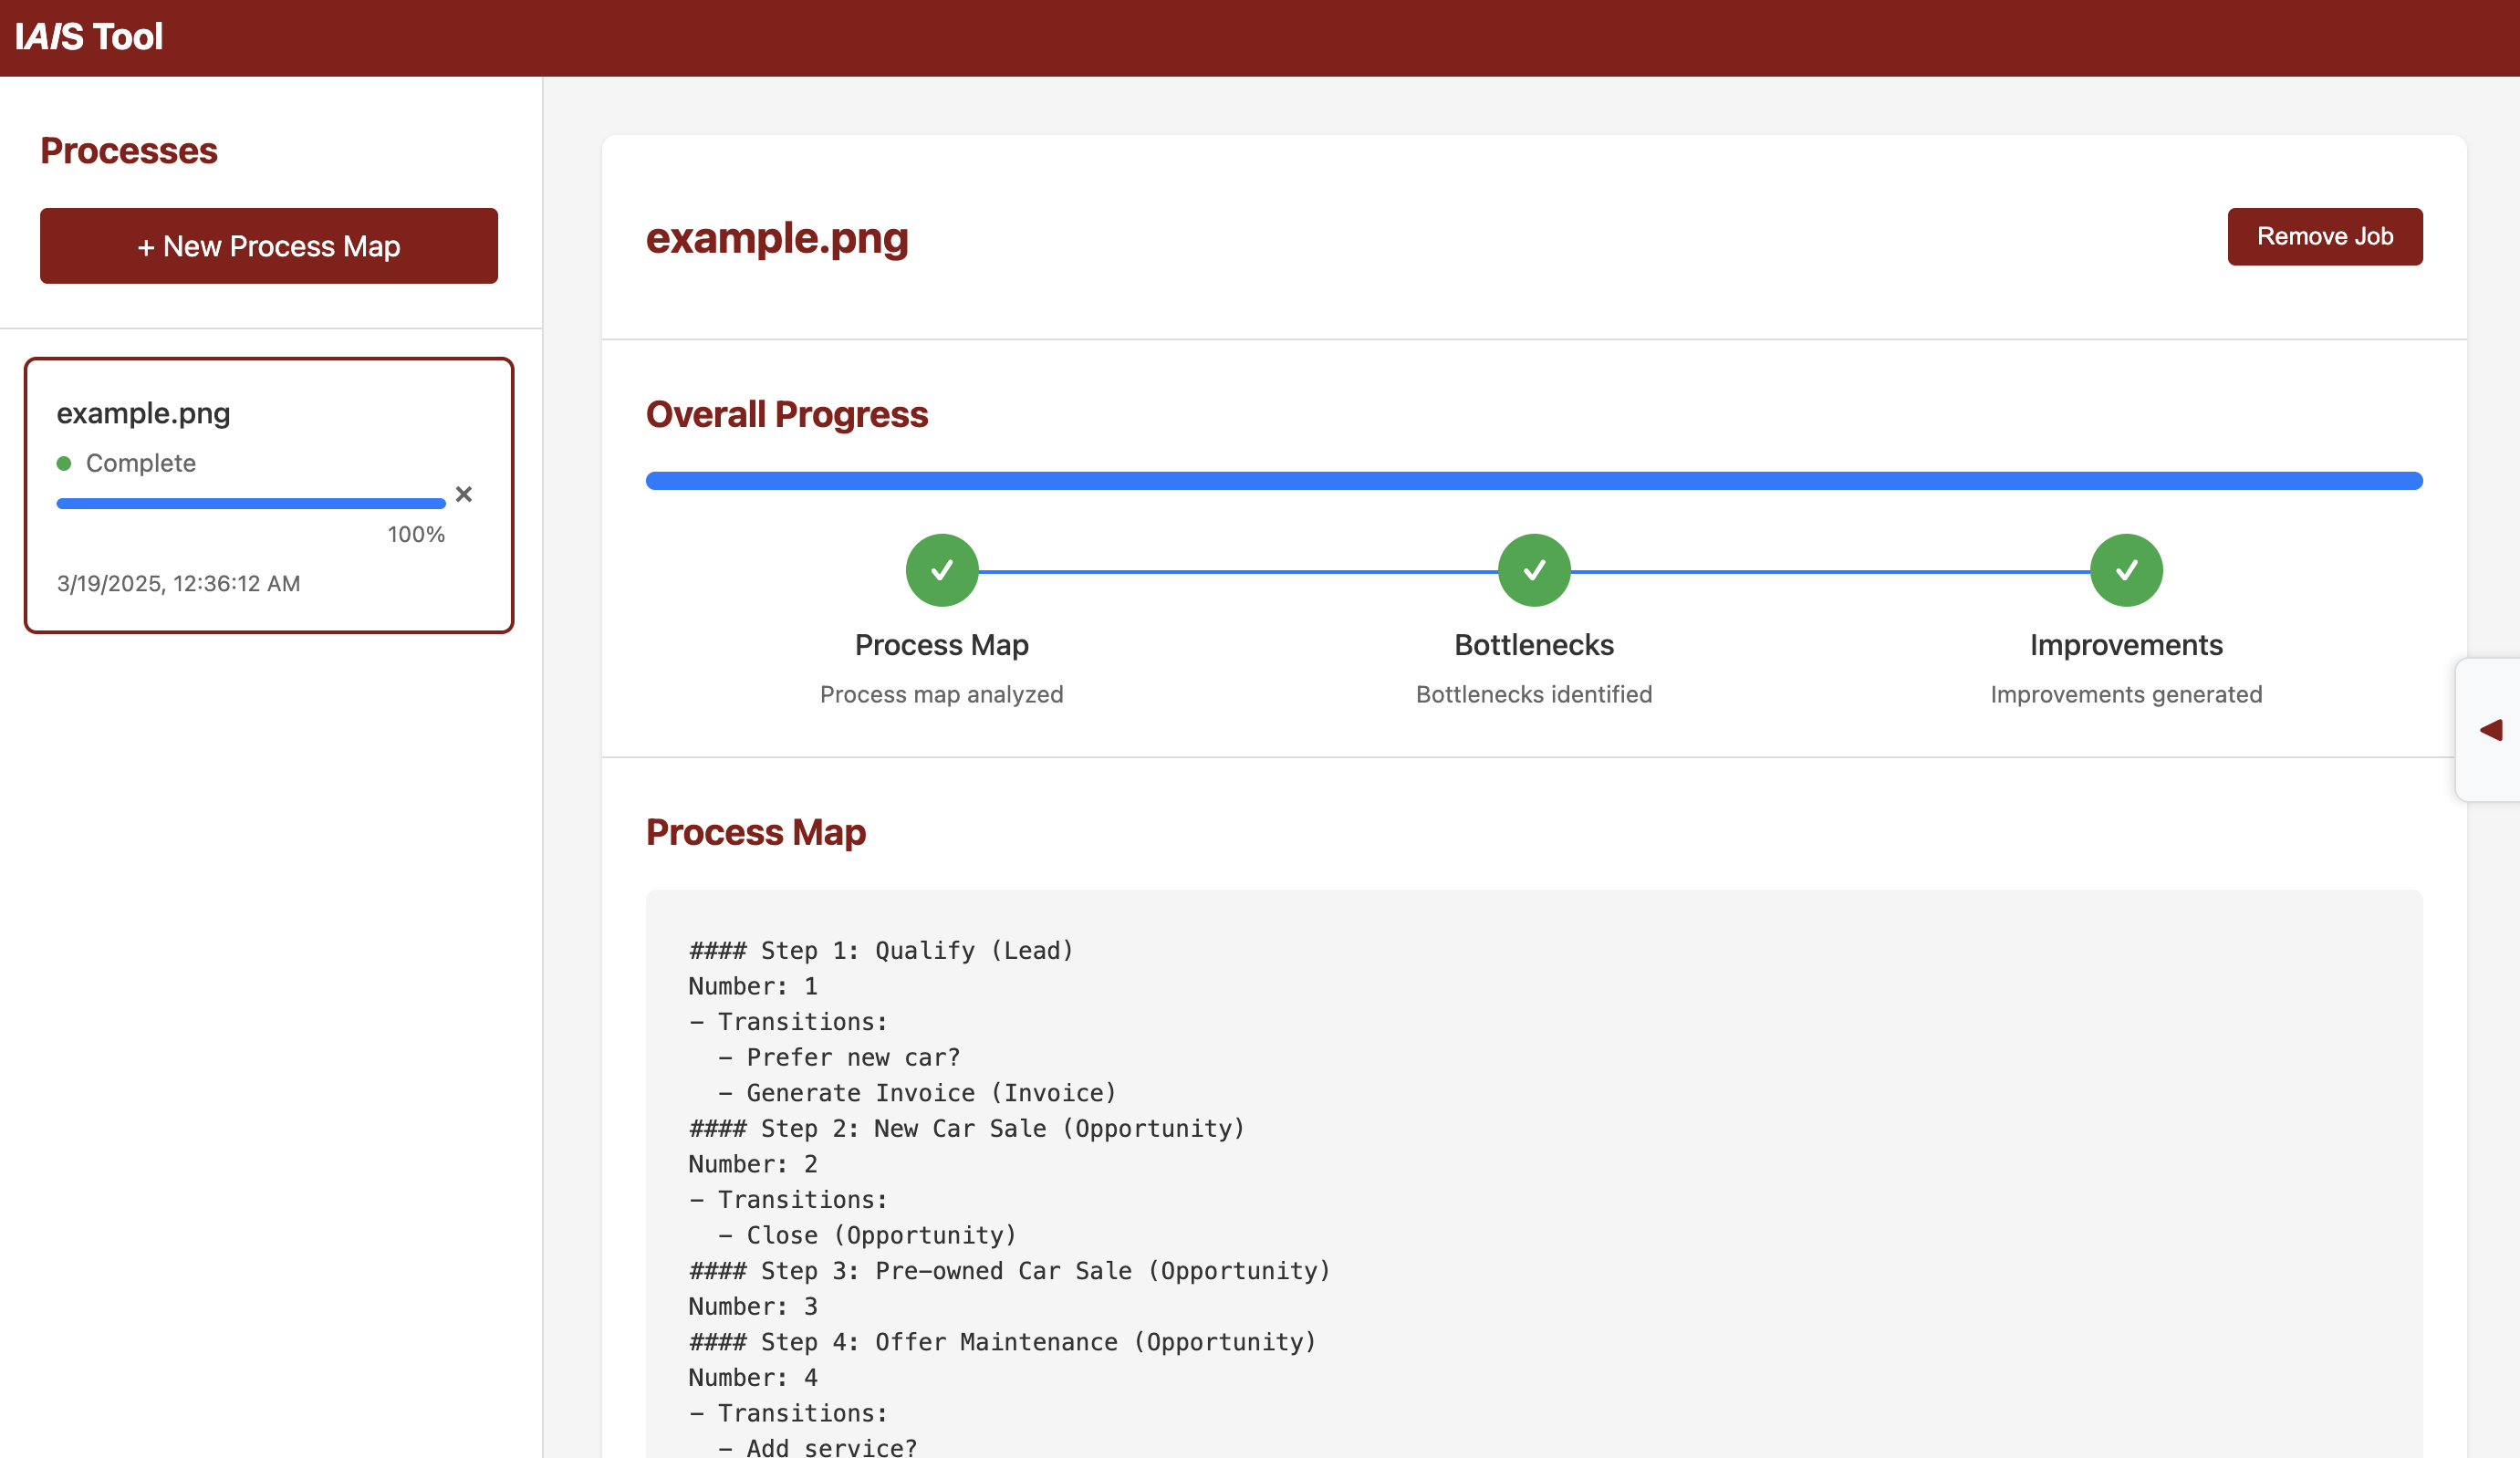 IAIS Tool
Processes
+ New Process Map
example.png
Complete
100%
3/19/2025, 12:36:12 AM
example.png
Remove Job
Overall Progress
Process Map
Process map analyzed
Bottlenecks
Bottlenecks identified
Improvements
Improvements generated
Process Map
#### Step 1: Qualify (Lead)
Number: 1
- Transitions:
  - Prefer new car?
  - Generate Invoice (Invoice)
#### Step 2: New Car Sale (Opportunity)
Number: 2
- Transitions:
  - Close (Opportunity)
#### Step 3: Pre-owned Car Sale (Opportunity)
Number: 3
#### Step 4: Offer Maintenance (Opportunity)
Number: 4
- Transitions:
  - Add service?